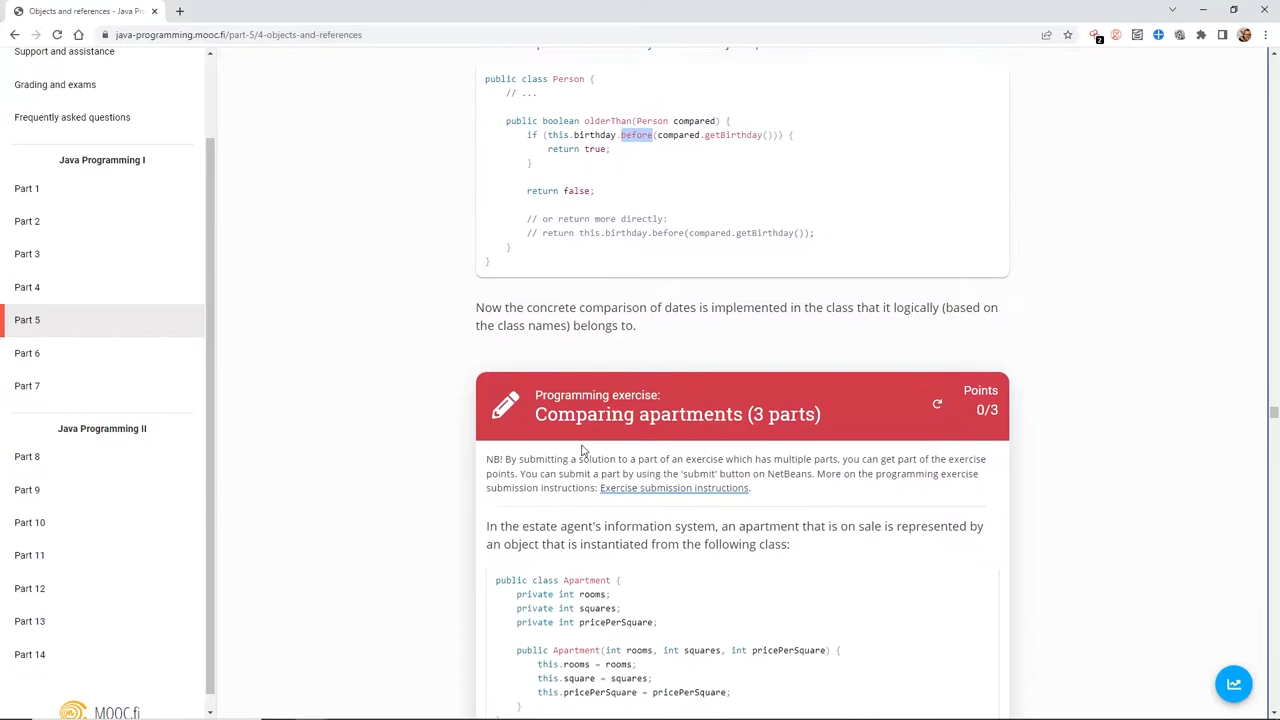 Objects and references - Java Pro
java-programming.mooc.fi/part-5/4-objects-and-references
2
Support and assistance
Grading and exams
Frequently asked questions
Java Programming I
Part 1
Part 2
Part 3
Part 4
Part 5
Part 6
Part 7
Java Programming II
Part 8
Part 9
Part 10
Part 11
Part 12
Part 13
Part 14
MOOC.fi
public class Person {
// ...
public boolean olderThan(Person compared) {
if (this.birthday.before(compared.getBirthday())) {
return true;
}
return false;
// or return more directly:
// return this.birthday.before(compared.getBirthday());
}
}
Now the concrete comparison of dates is implemented in the class that it logically (based on
the class names) belongs to.
Programming exercise:
Comparing apartments (3 parts)
Points
0/3
NB! By submitting a solution to a part of an exercise which has multiple parts, you can get part of the exercise
points. You can submit a part by using the 'submit' button on NetBeans. More on the programming exercise
submission instructions: Exercise submission instructions.
In the estate agent's information system, an apartment that is on sale is represented by
an object that is instantiated from the following class:
public class Apartment {
private int rooms;
private int squares;
private int pricePerSquare;
public Apartment(int rooms, int squares, int pricePerSquare) {
this.rooms = rooms;
this.square = squares;
this.pricePerSquare = pricePerSquare;
}